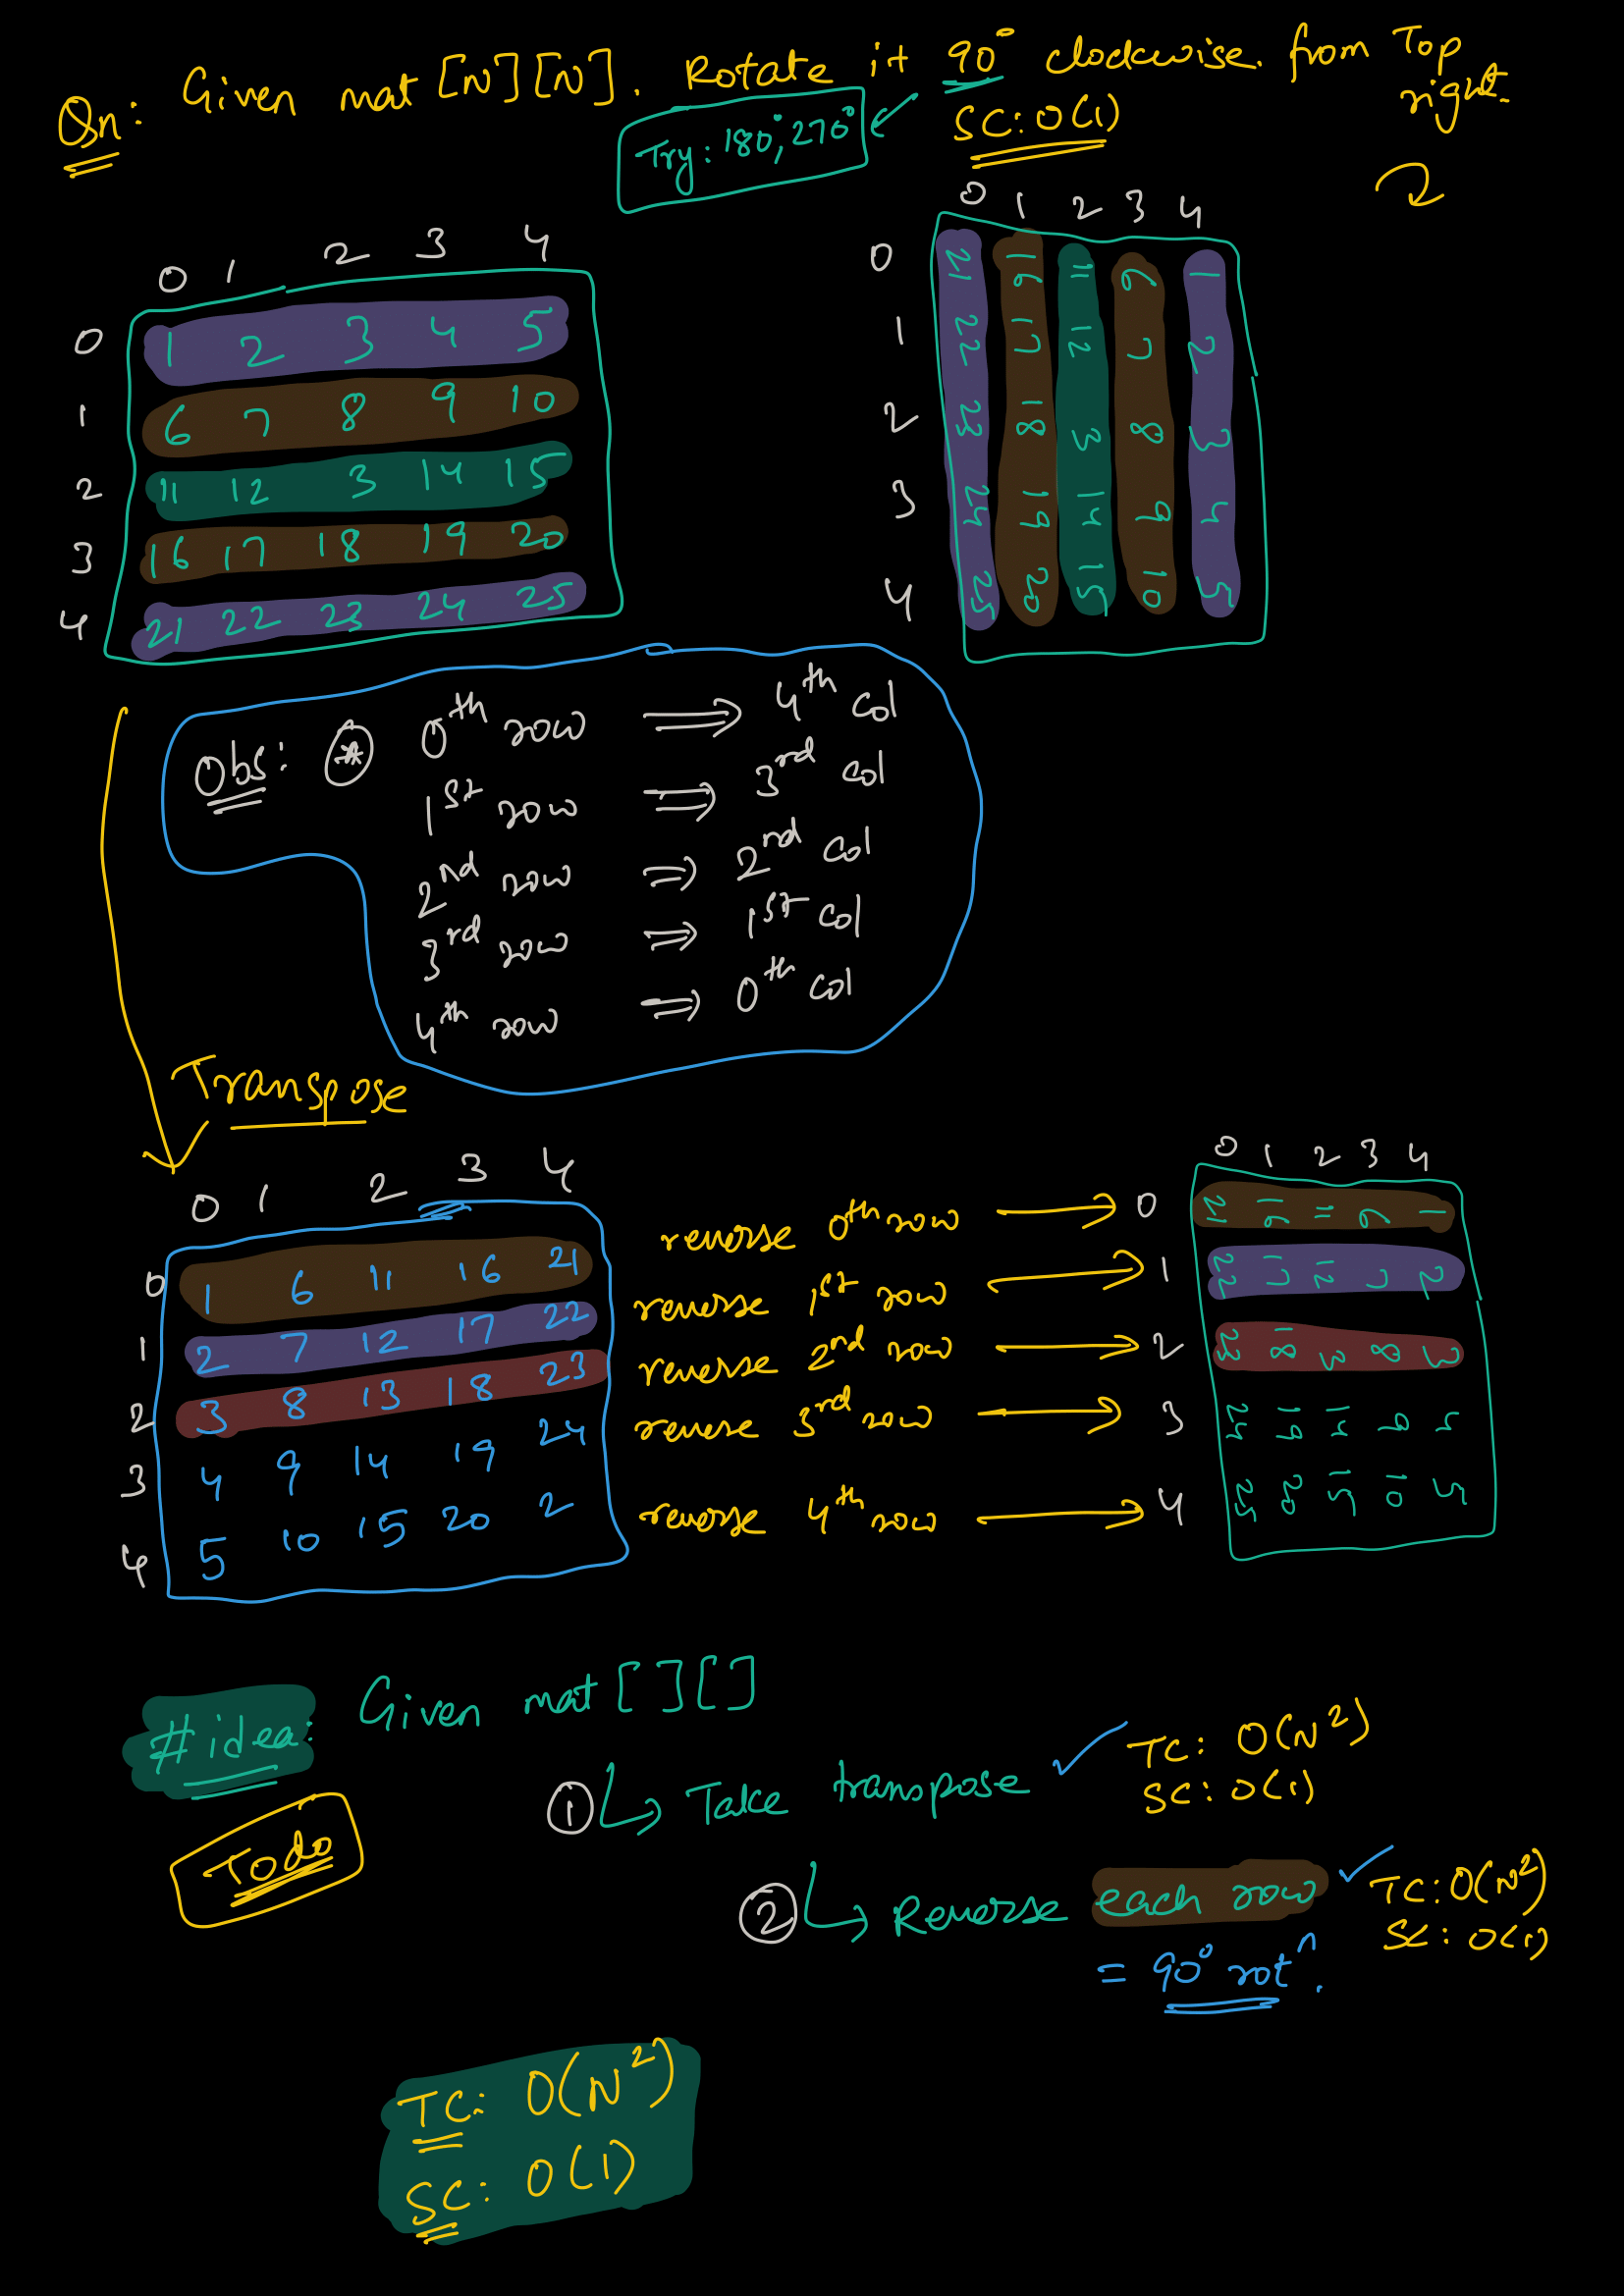 Qn: Given mat [N][N]. Rotate it 90° clockwise. from Top
right.
Try: 180°, 270°
SC: O(1)
0 1 2 3 4
0 1 2 3 4 5
1 6 7 8 9 10
2 11 12 3 14 15
3 16 17 18 19 20
4 21 22 23 24 25
0 1 2 3 4
0 21 16 11 6 1
1 22 17 12 7 2
2 23 18 3 8 3
3 24 19 14 9 4
4 25 20 15 10 5
Obs: * 0th row ⟹ 4th col
1st row ⟹ 3rd col
2nd row ⟹ 2nd col
3rd row ⟹ 1st col
4th row ⟹ 0th col
Transpose
0 1 2 3 4
0 1 6 11 16 21
1 2 7 12 17 22
2 3 8 13 18 23
3 4 9 14 19 24
4 5 10 15 20 2
reverse 0th row →
reverse 1st row →
reverse 2nd row →
reverse 3rd row →
reverse 4th row →
0 1 2 3 4
0 21 16 11 6 1
1 22 17 12 7 2
2 23 18 3 8 3
3 24 19 14 9 4
4 25 20 15 10 5
#idea: Given mat [][]
① ↳ Take transpose ✓ TC: O(N²)
SC: O(1)
Todo
② ↳ Reverse each row ✓ TC: O(N²)
SC: O(1)
= 90° rotⁿ.
TC: O(N²)
SC: O(1)